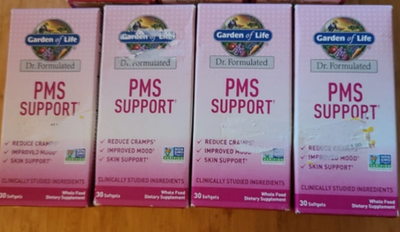 Garden of Life
Dr. Formulated
PMS
SUPPORT†
✓ REDUCE CRAMPS†
✓ IMPROVED MOOD†
✓ SKIN SUPPORT†
CLINICALLY STUDIED INGREDIENTS
30 Softgels
Whole Food
Dietary Supplement
Garden of Life
Dr. Formulated
PMS
SUPPORT†
REDUCE CRAMPS†
IMPROVED MOOD†
SKIN SUPPORT†
CLINICALLY STUDIED INGREDIENTS
30 Softgels
Whole Food
Dietary Supplement
Garden of Life
Dr. Formulated
PMS
SUPPORT†
✓ REDUCE
✓ IMPROVED MOOD†
✓ SKIN SUPPORT†
CLINICALLY STUDIED INGREDIENTS
30 Softgels
Whole Food
Dietary Supplement
Garden of Life
Dr. Formulated
PMS
SUPPORT†
✓ REDUCE
✓ IMPROVED MOOD†
✓ SKIN SUPPORT†
CLINICALLY STUDIED INGREDIENTS
30 Softgels
Whole Food
Dietary Supplement